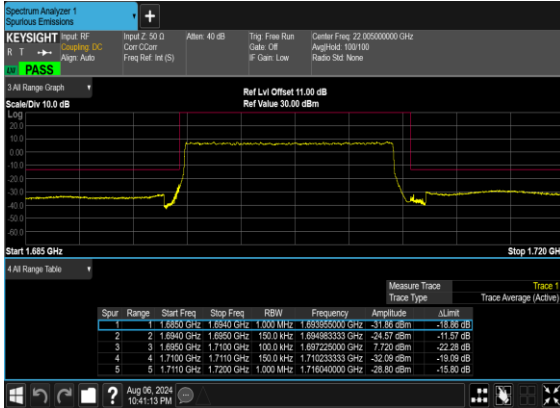 Spectrum Analyzer 1
Spurious Emissions
+
KEYSIGHT Input: RF Input Z: 50 Ω Atten: 40 dB Trig: Free Run Center Freq: 22.005000000 GHz
R T Coupling: DC Corr CCorr Gate: Off Avg|Hold: 100/100
Align: Auto Freq Ref: Int (S) IF Gain: Low Radio Std: None
PASS
3 All Range Graph
Ref Lvl Offset 11.00 dB
Scale/Div 10.0 dB Ref Value 30.00 dBm
Log
20.0
10.0
0.00
-10.0
-20.0
-30.0
-40.0
-50.0
-60.0
Start 1.685 GHz Stop 1.720 GH
4 All Range Table
Measure Trace Trace 1
Trace Type Trace Average (Active)
Spur Range Start Freq Stop Freq RBW Frequency Amplitude ΔLimit
1 1 1.6850 GHz 1.6940 GHz 1.000 MHz 1.693955000 GHz -31.86 dBm -18.86 dB
2 2 1.6940 GHz 1.6950 GHz 150.0 kHz 1.694983333 GHz -24.57 dBm -11.57 dB
3 3 1.6950 GHz 1.7100 GHz 100.0 kHz 1.697225000 GHz 7.720 dBm -22.28 dB
4 4 1.7100 GHz 1.7110 GHz 150.0 kHz 1.710233333 GHz -32.09 dBm -19.09 dB
5 5 1.7110 GHz 1.7200 GHz 1.000 MHz 1.716040000 GHz -28.80 dBm -15.80 dB
? Aug 06, 2024
10:41:13 PM